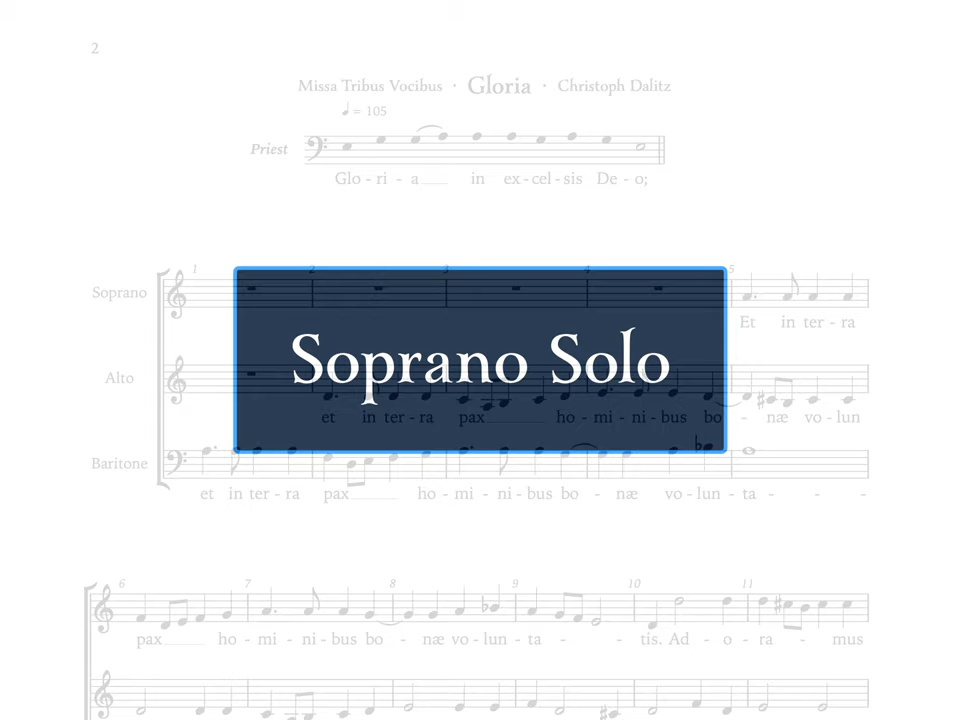 2
Missa Tribus Vocibus · Gloria · Christoph Dalitz
♩ = 105
Priest
Glo - ri - a in ex - cel - sis De - o;
1 2 3 4 5
Soprano
Et in ter - ra
Soprano Solo
Alto
et in ter - ra pax ho - mi - ni - bus bo - næ vo - lun
Baritone
et in ter - ra pax ho - mi - ni - bus bo - næ vo - lun - ta - - -
6 7 8 9 10 11
pax ho - mi - ni - bus bo - næ vo - lun - ta - - tis. Ad - o - ra - mus